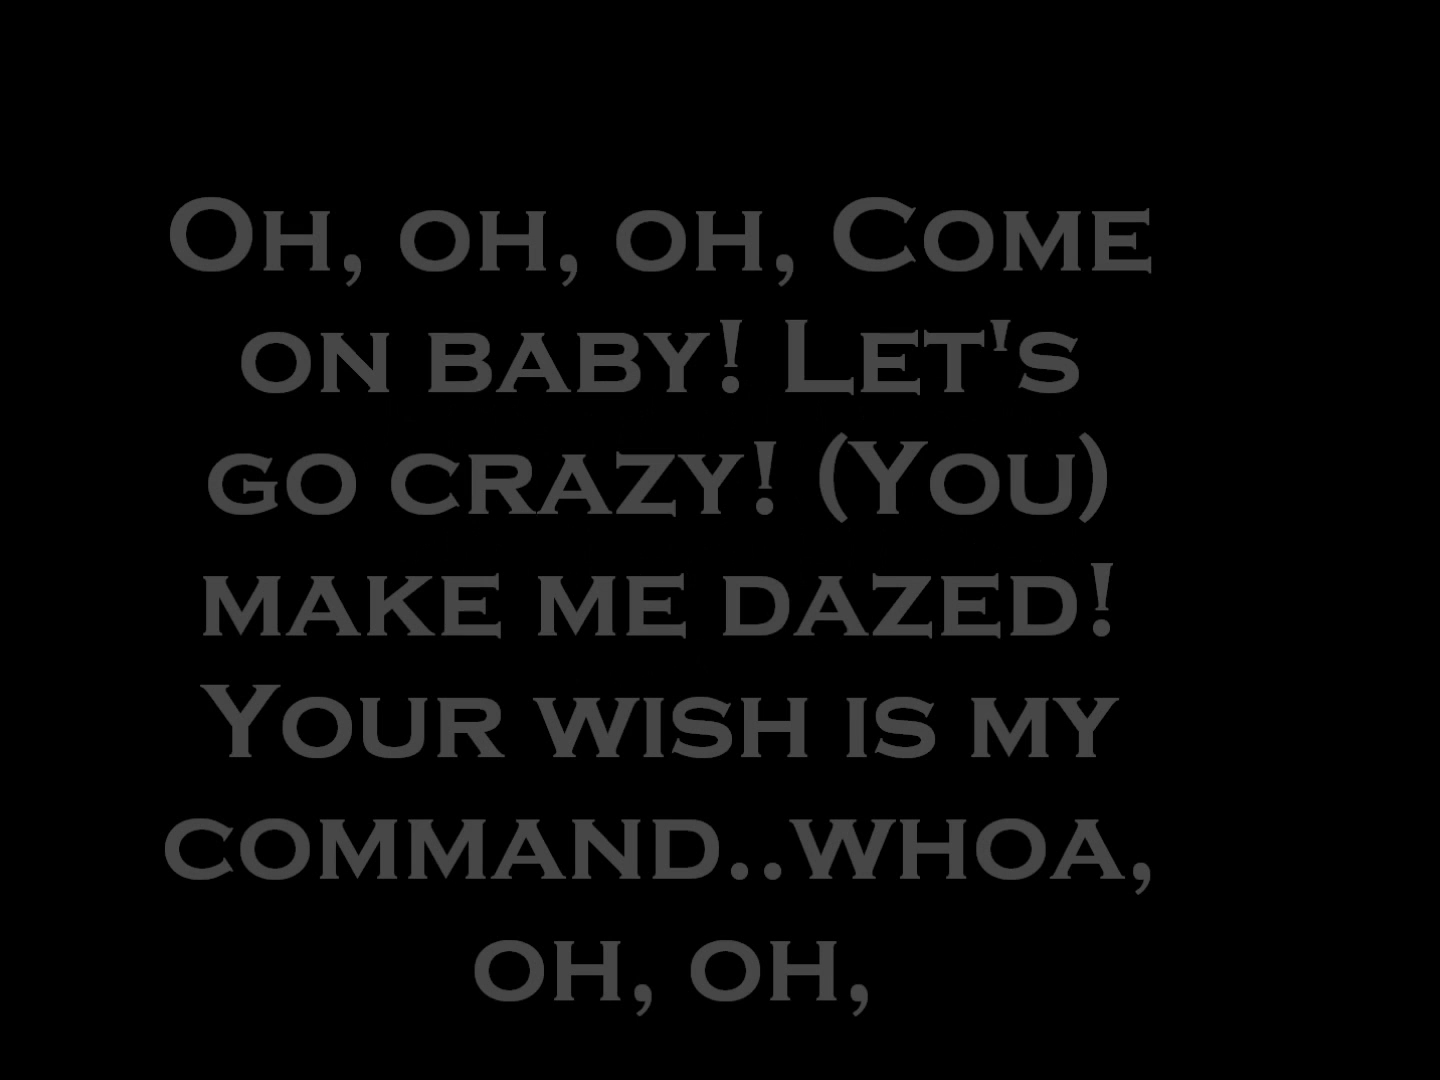 Oh, oh, oh, Come
on baby! Let's
go crazy! (You)
make me dazed!
Your wish is my
command..whoa,
oh, oh,